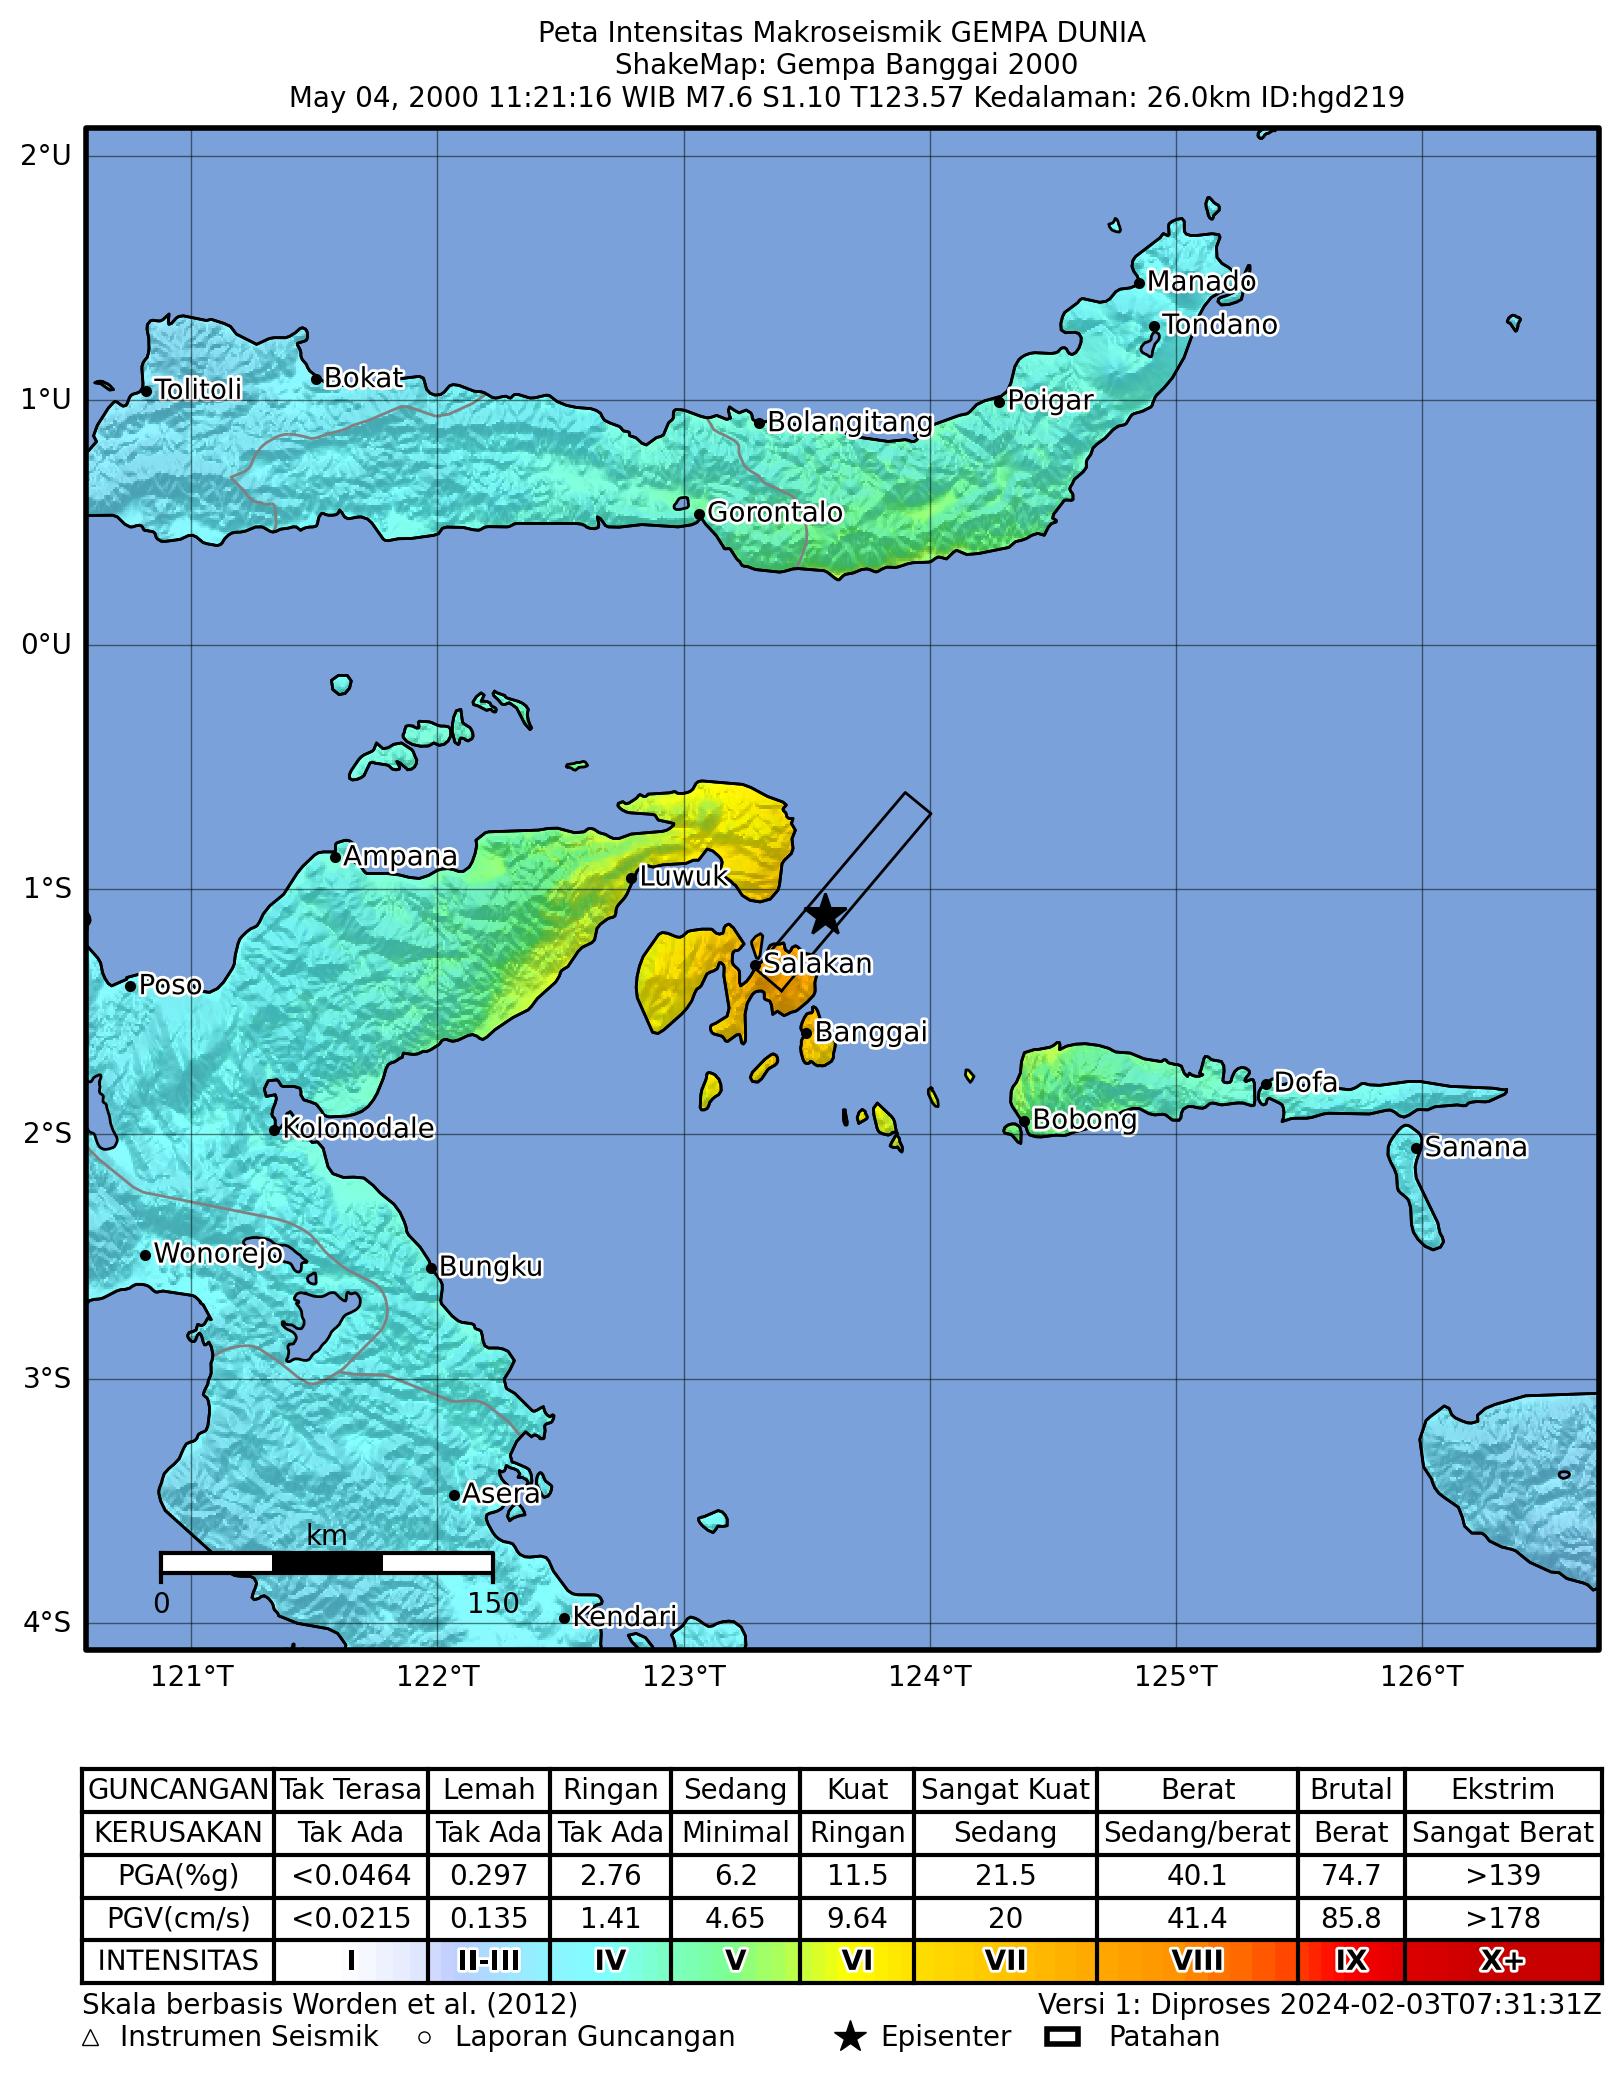 Peta Intensitas Makroseismik GEMPA DUNIA
ShakeMap: Gempa Banggai 2000
May 04, 2000 11:21:16 WIB M7.6 S1.10 T123.57 Kedalaman: 26.0km ID:hgd219
2°U
Manado
Tondano
Bokat
Tolitoli
1°U
Poigar
Bolangitang
Gorontalo
0°U
Ampana
Luwuk
1°S
Salakan
Poso
Banggai
Dofa
Bobong
Kolonodale
2°S
Sanana
Wonorejo
Bungku
3°S
Asera
km
0 150
Kendari
4°S
121°T 122°T 123°T 124°T 125°T 126°T
GUNCANGAN Tak Terasa Lemah Ringan Sedang Kuat Sangat Kuat Berat Brutal Ekstrim
KERUSAKAN Tak Ada Tak Ada Tak Ada Minimal Ringan Sedang Sedang/berat Berat Sangat Berat
PGA(%g) <0.0464 0.297 2.76 6.2 11.5 21.5 40.1 74.7 >139
PGV(cm/s) <0.0215 0.135 1.41 4.65 9.64 20 41.4 85.8 >178
INTENSITAS I II-III IV V VI VII VIII IX X+
Skala berbasis Worden et al. (2012) Versi 1: Diproses 2024-02-03T07:31:31Z
Instrumen Seismik Laporan Guncangan Episenter Patahan